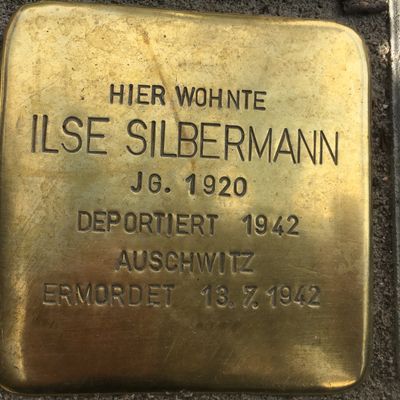 HIER WOHNTE
ILSE SILBERMANN
JG. 1920
DEPORTIERT 1942
AUSCHWITZ
ERMORDET 13.7.1942